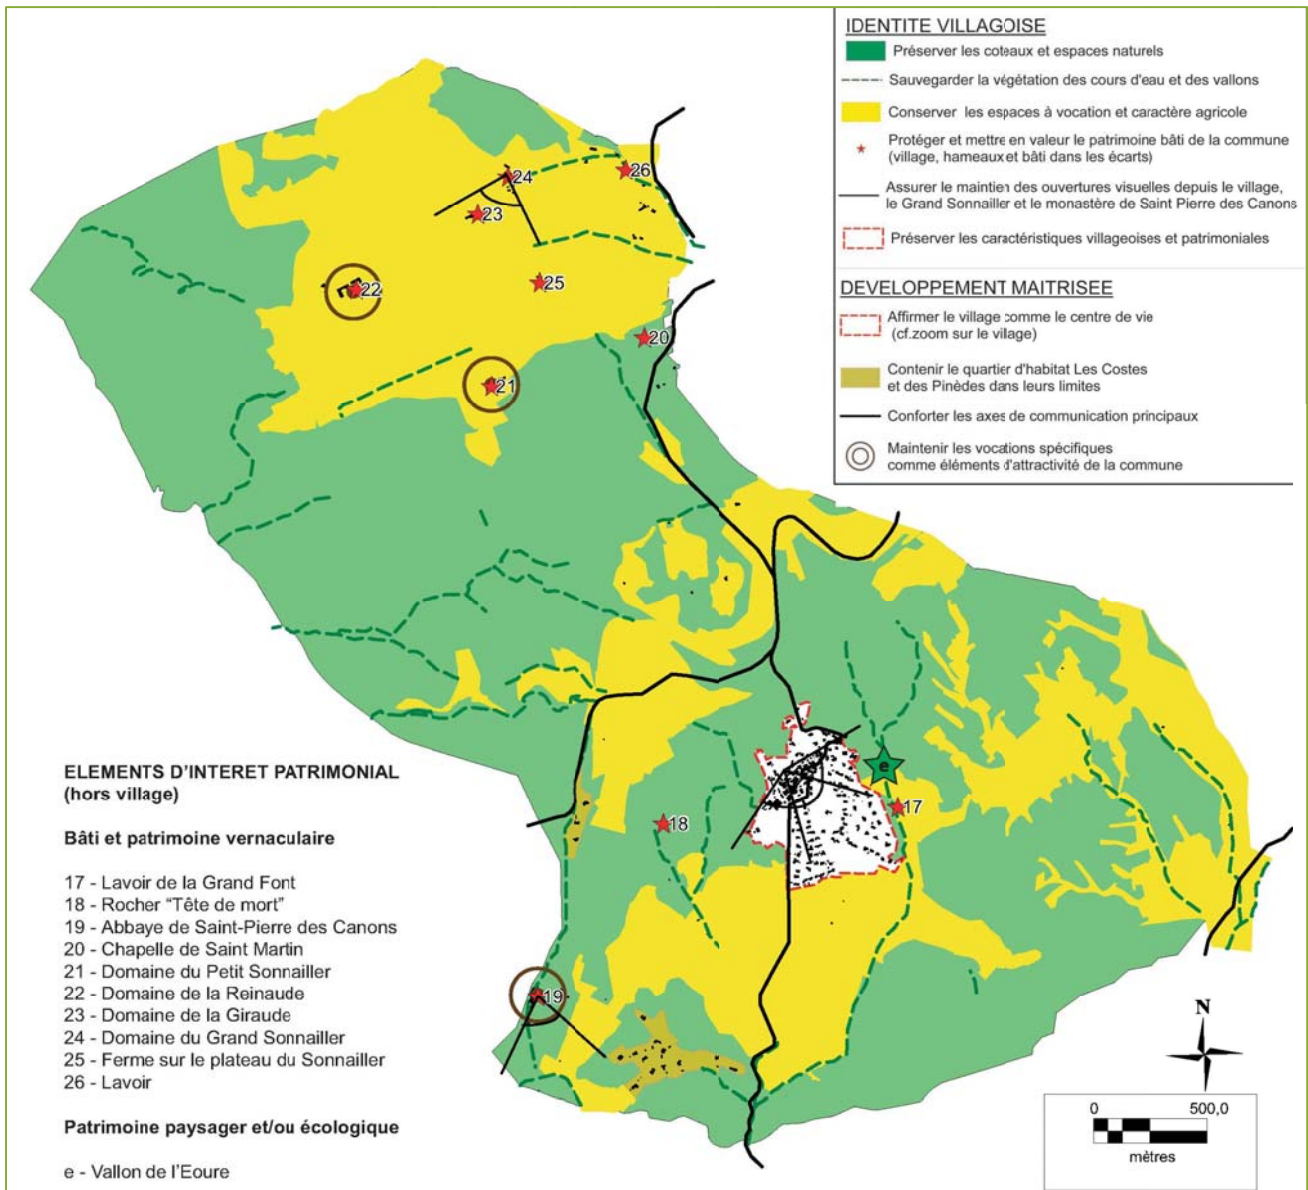 IDENTITE VILLAGOISE
Préserver les coteaux et espaces naturels
Sauvegarder la végétation des cours d'eau et des vallons
Conserver les espaces à vocation et caractère agricole
Protéger et mettre en valeur le patrimoine bâti de la commune
(village, hameaux et bâti dans les écarts)
Assurer le maintien des ouvertures visuelles depuis le village,
le Grand Sonnailler et le monastère de Saint Pierre des Canons
Préserver les caractéristiques villageoises et patrimoniales
DEVELOPPEMENT MAITRISEE
Affirmer le village comme le centre de vie
(cf.zoom sur le village)
Contenir le quartier d'habitat Les Costes
et des Pinèdes dans leurs limites
Conforter les axes de communication principaux
Maintenir les vocations spécifiques
comme éléments d'attractivité de la commune
24
26
23
25
22
20
21
e
17
18
19
ELEMENTS D'INTERET PATRIMONIAL
(hors village)
Bâti et patrimoine vernaculaire
17 - Lavoir de la Grand Font
18 - Rocher "Tête de mort"
19 - Abbaye de Saint-Pierre des Canons
20 - Chapelle de Saint Martin
21 - Domaine du Petit Sonnailler
22 - Domaine de la Reinaude
23 - Domaine de la Giraude
24 - Domaine du Grand Sonnailler
25 - Ferme sur le plateau du Sonnailler
26 - Lavoir
Patrimoine paysager et/ou écologique
e - Vallon de l'Eoure
N
0 500,0
mètres